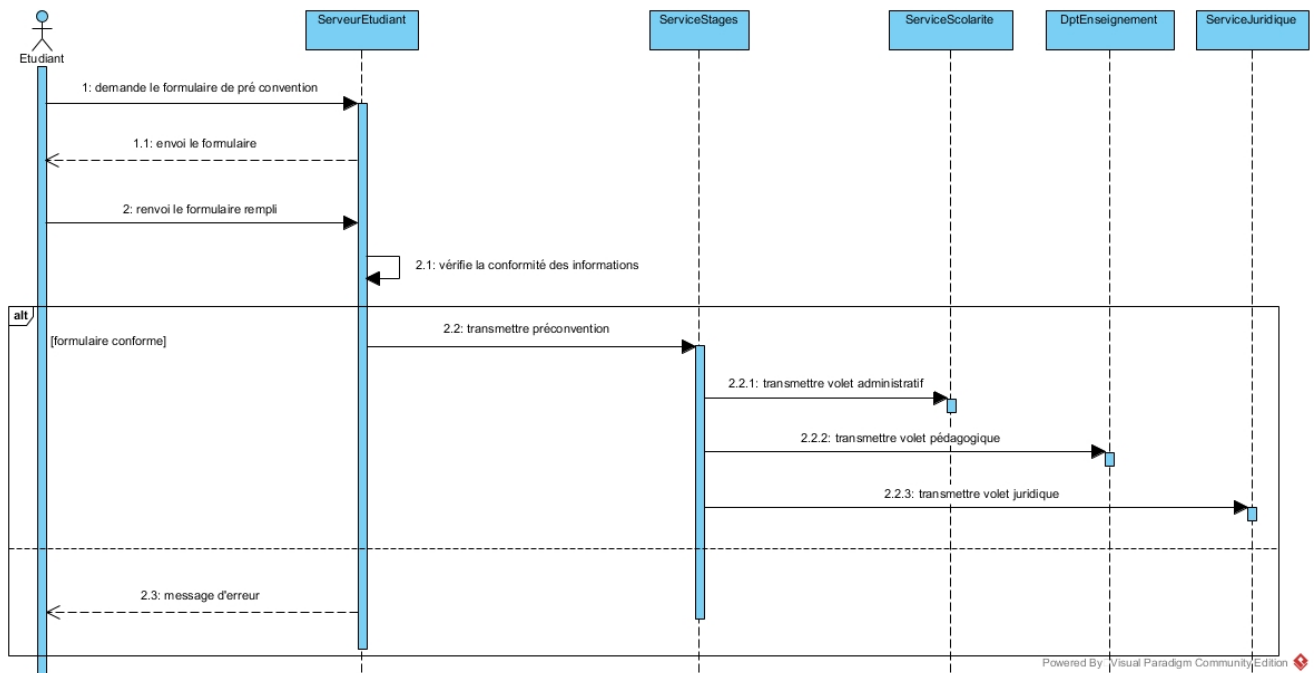 ServeurEtudiant
ServiceStages
ServiceScolarite
DptEnseignement
ServiceJuridique
Etudiant
1: demande le formulaire de pré convention
1.1: envoi le formulaire
2: renvoi le formulaire rempli
2.1: vérifie la conformité des informations
alt
[formulaire conforme]
2.2: transmettre préconvention
2.2.1: transmettre volet administratif
2.2.2: transmettre volet pédagogique
2.2.3: transmettre volet juridique
2.3: message d'erreur
Powered By Visual Paradigm Community Edition